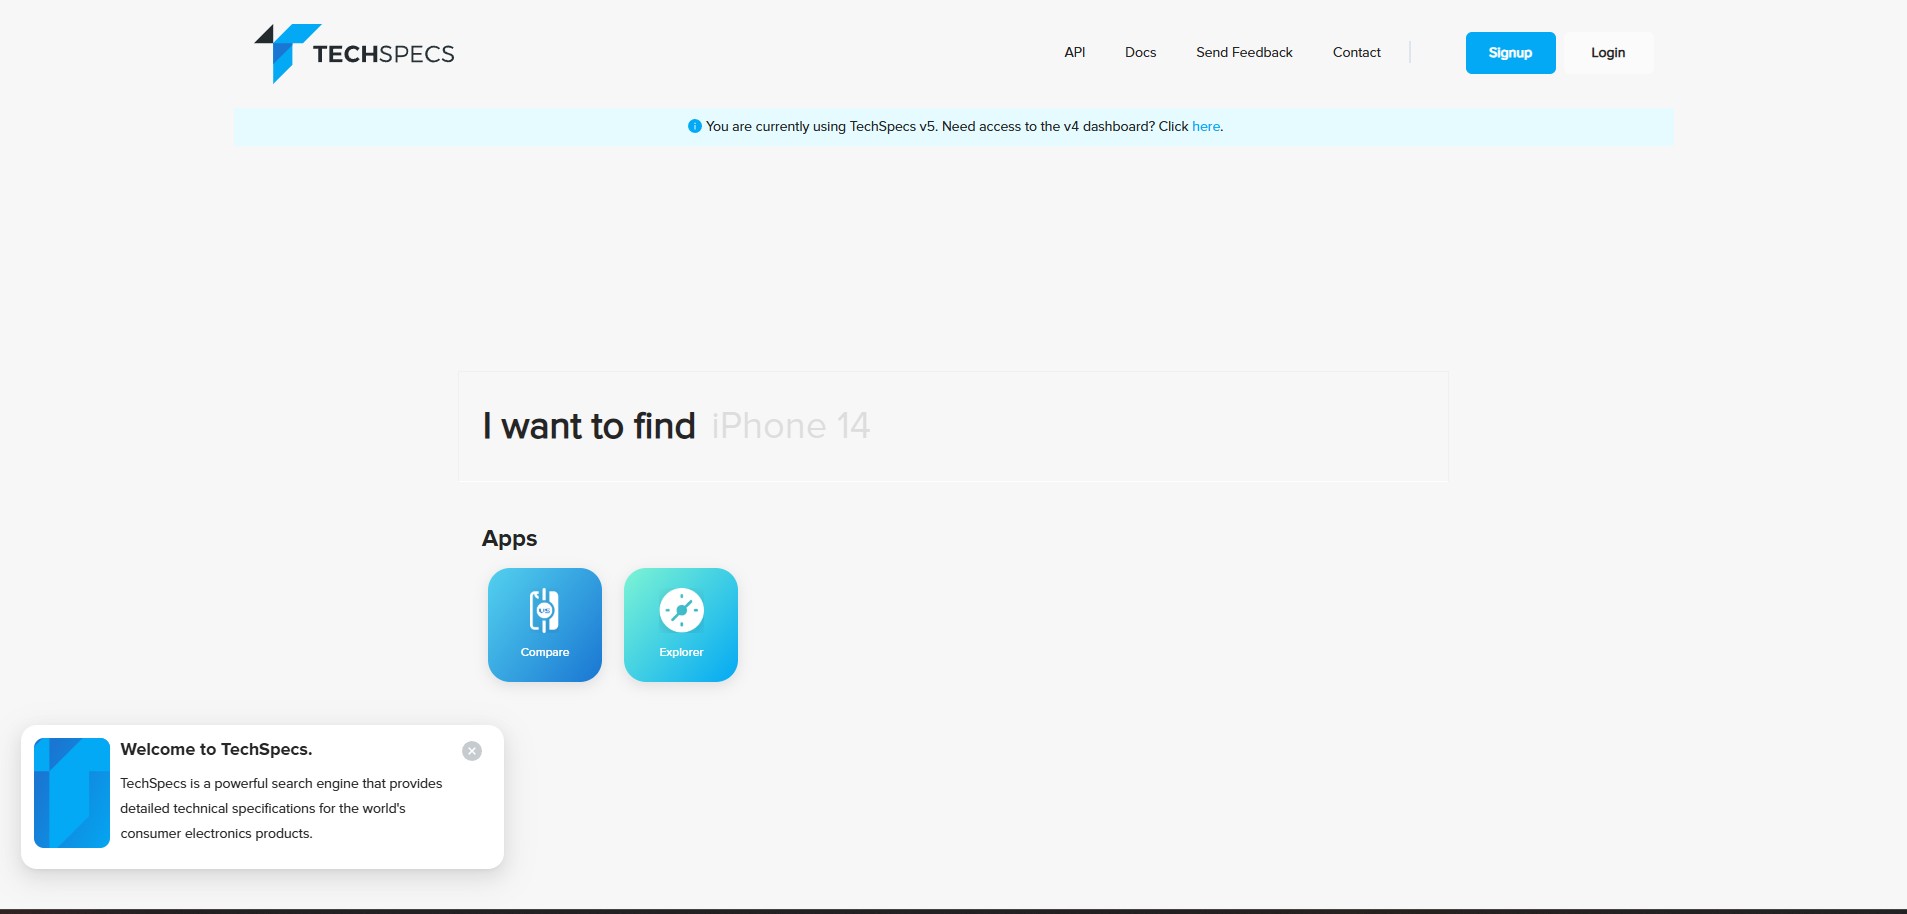 TECHSPECS
API Docs Send Feedback Contact Signup Login
You are currently using TechSpecs v5. Need access to the v4 dashboard? Click here.
I want to find iPhone 14
Apps
VS
Compare Explorer
Welcome to TechSpecs.
TechSpecs is a powerful search engine that provides
detailed technical specifications for the world's
consumer electronics products.